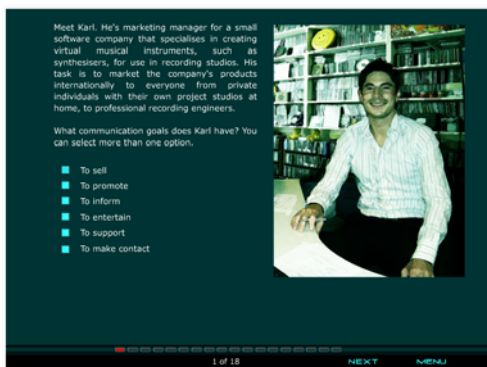 Meet Karl. He's marketing manager for a small
software company that specialises in creating
virtual musical instruments, such as
synthesisers, for use in recording studios. His
task is to market the company's products
internationally to everyone from private
individuals with their own project studios at
home, to professional recording engineers.
What communication goals does Karl have? You
can select more than one option.
To sell
To promote
To inform
To entertain
To support
To make contact
1 of 18
NEXT
MENU